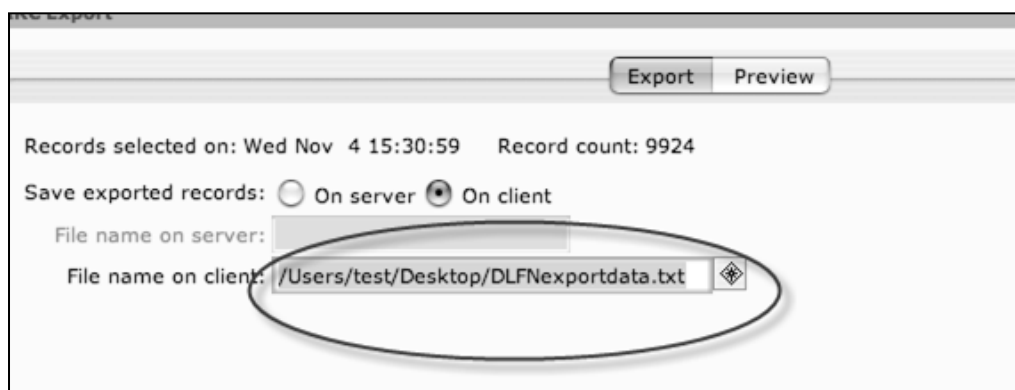 Export
Export Preview
Records selected on: Wed Nov 4 15:30:59 Record count: 9924
Save exported records: On server On client
File name on server:
File name on client: /Users/test/Desktop/DLFNexportdata.txt